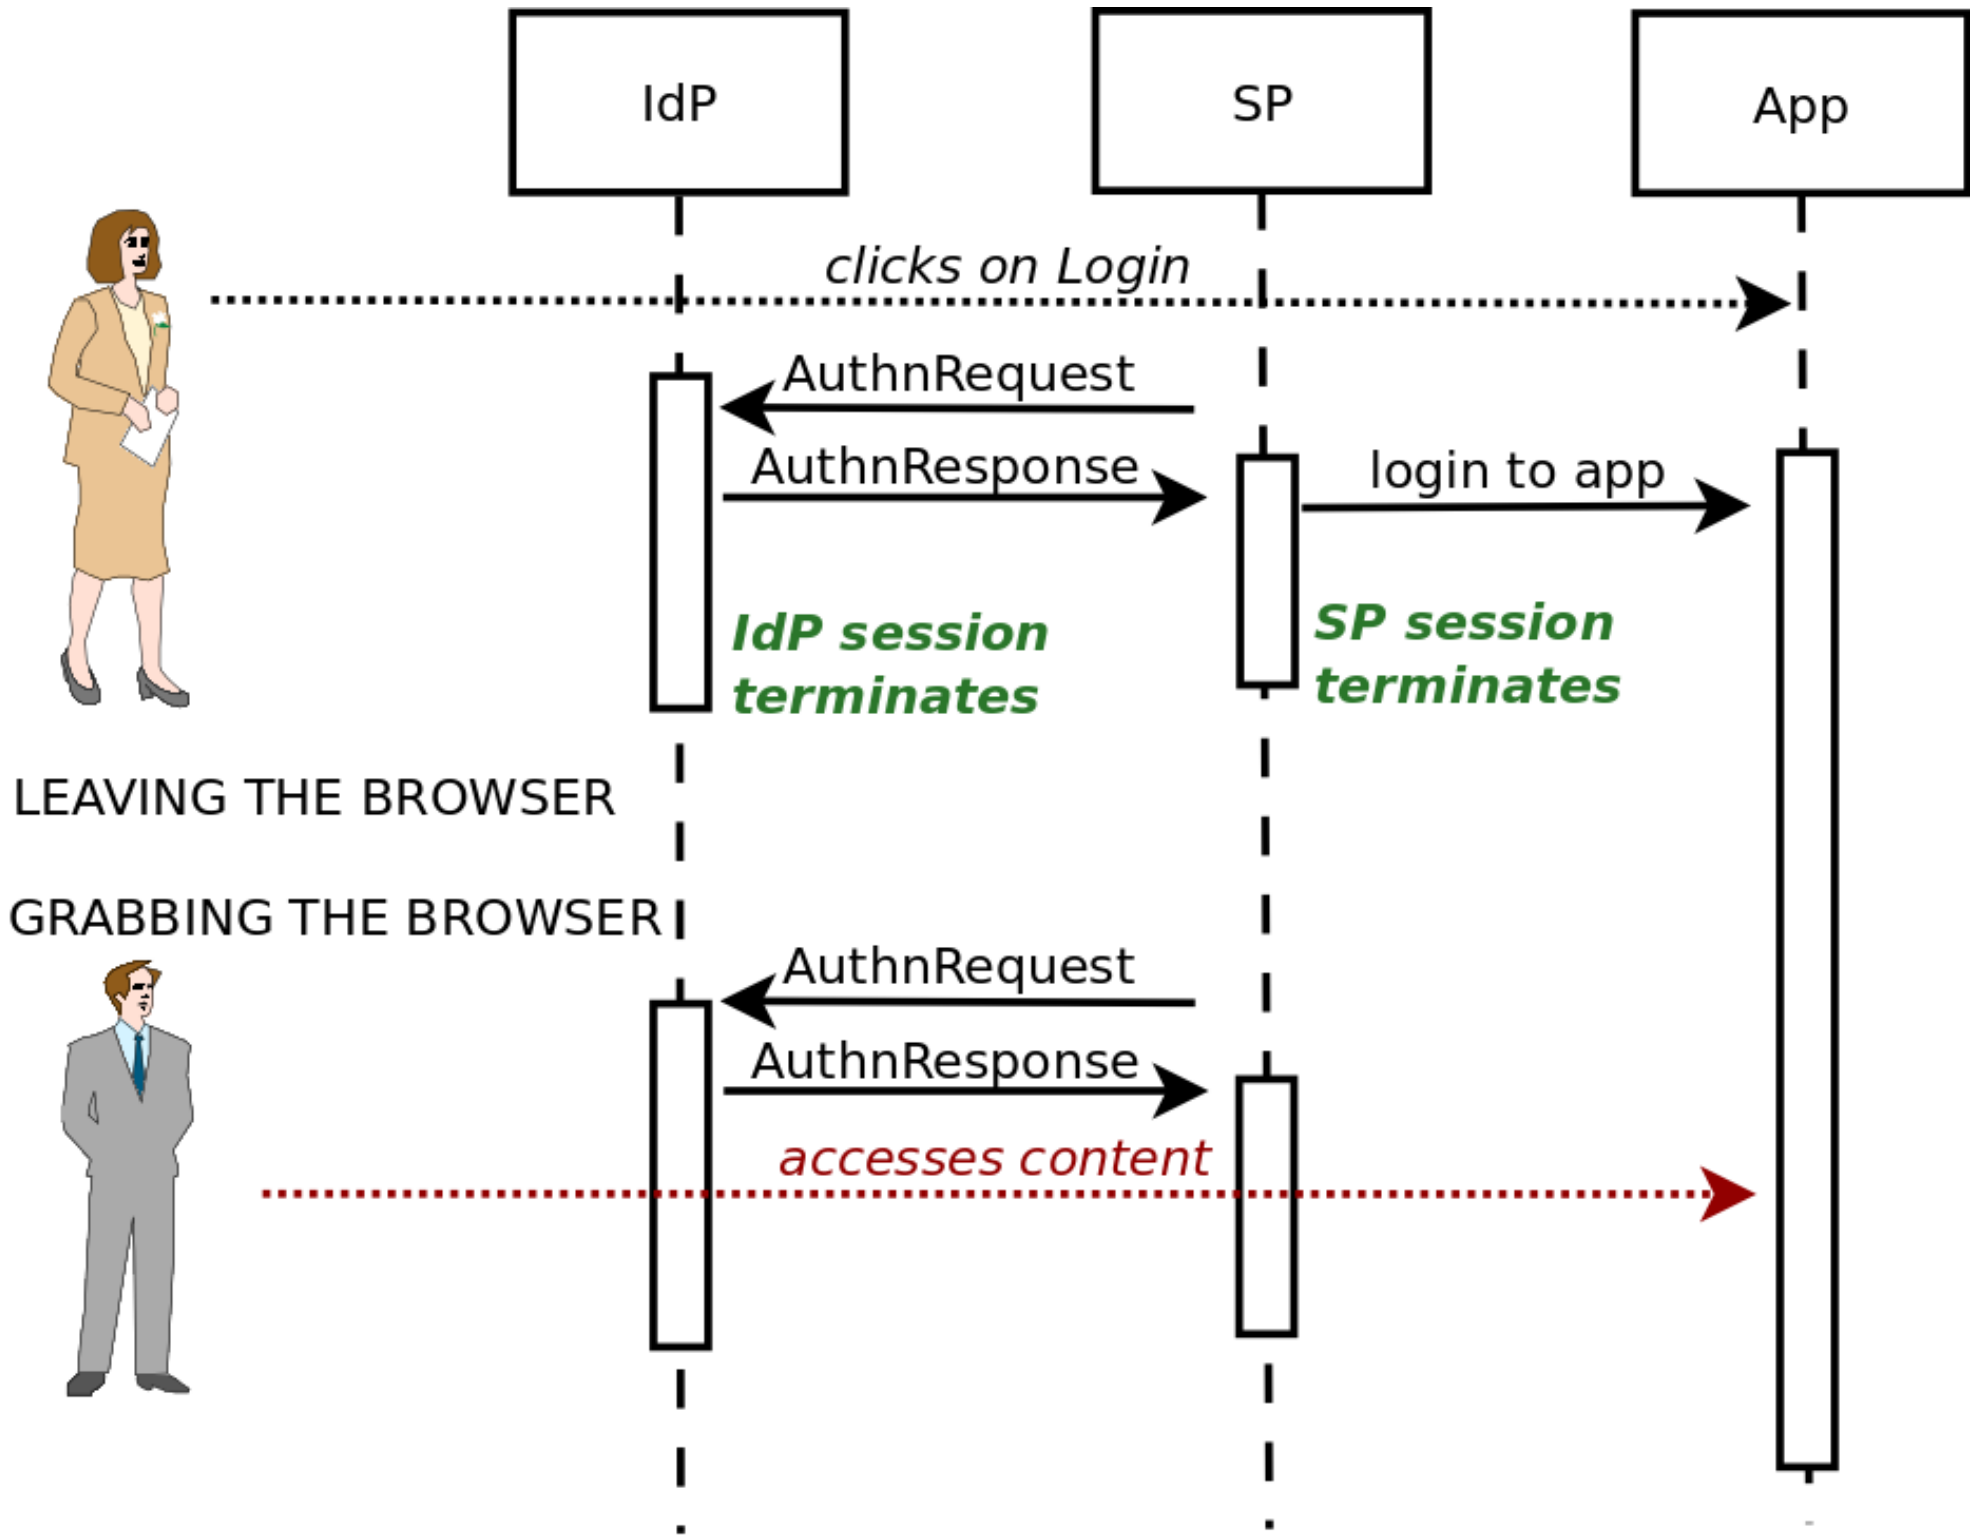 IdP
SP
App
clicks on Login
AuthnRequest
AuthnResponse
login to app
IdP session
terminates
SP session
terminates
LEAVING THE BROWSER
GRABBING THE BROWSER
AuthnRequest
AuthnResponse
accesses content